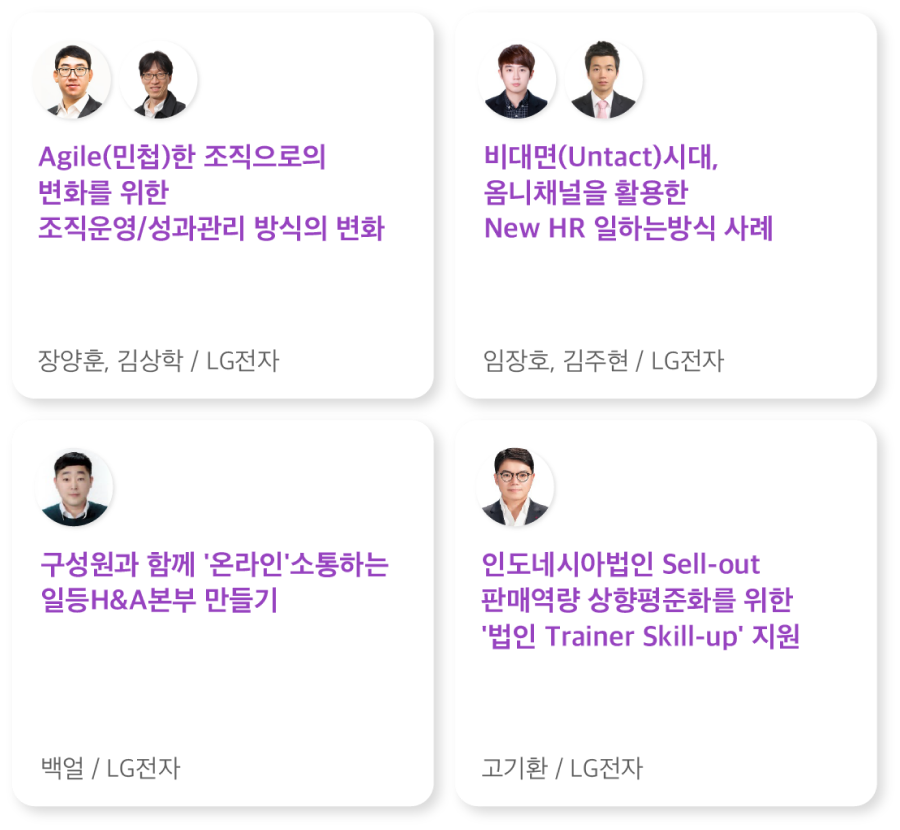 Agile(민첩)한 조직으로의
변화를 위한
조직운영/성과관리 방식의 변화
장양훈, 김상학 / LG전자
비대면(Untact)시대,
옴니채널을 활용한
New HR 일하는방식 사례
임장호, 김주현 / LG전자
구성원과 함께 '온라인'소통하는
일등H&A본부 만들기
백얼 / LG전자
인도네시아법인 Sell-out
판매역량 상향평준화를 위한
'법인 Trainer Skill-up' 지원
고기환 / LG전자